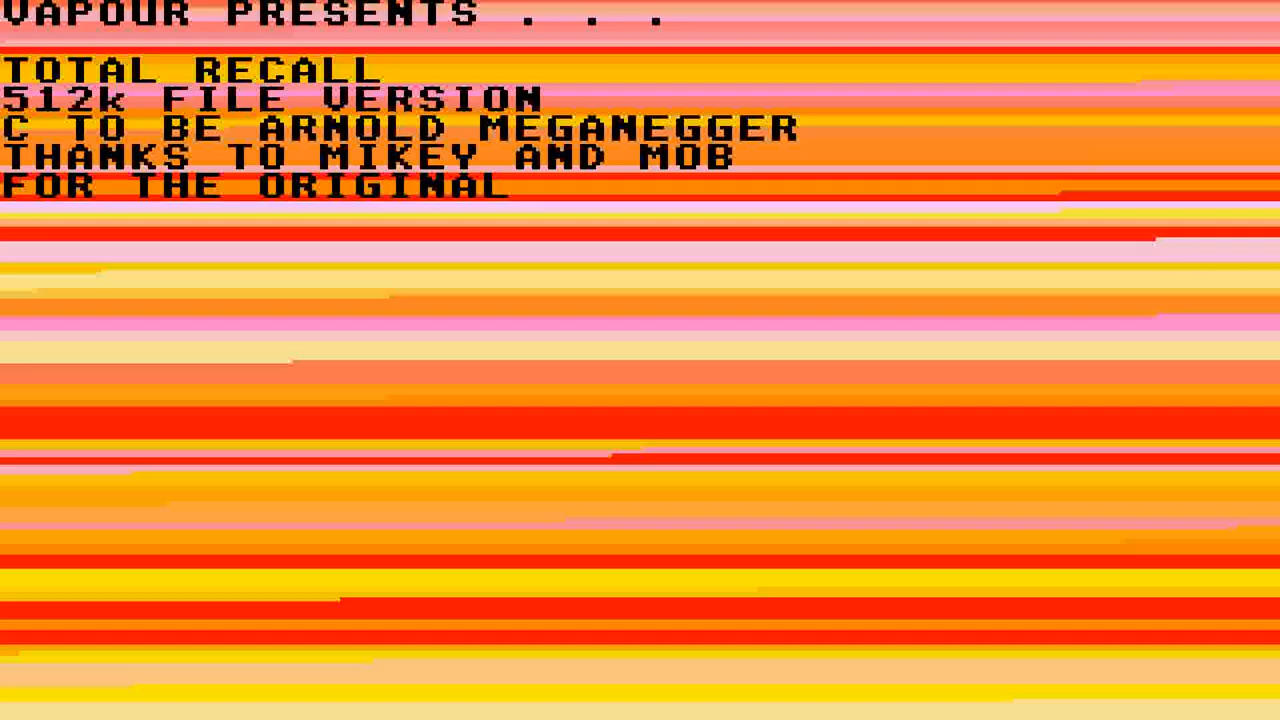 VAPOUR PRESENTS . . .
TOTAL RECALL
512k FILE VERSION
C TO BE ARNOLD MEGANEGGER
THANKS TO MIKEY AND MOB
FOR THE ORIGINAL